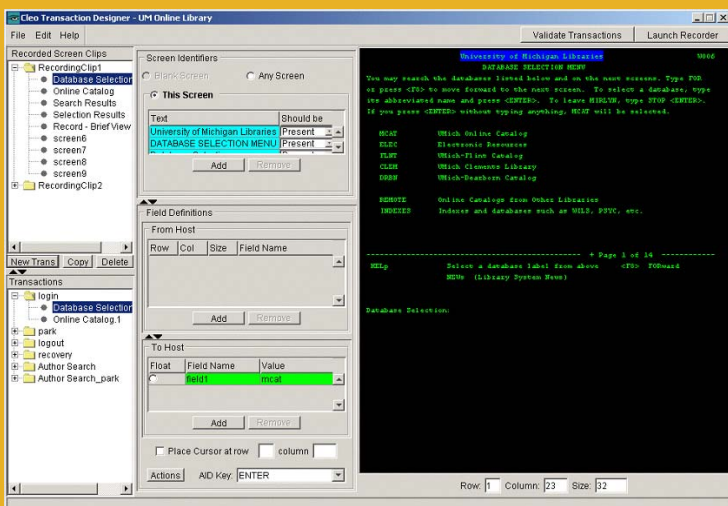 Cleo Transaction Designer - UM Online Library
File Edit Help
Validate Transactions
Launch Recorder
Recorded Screen Clips
RecordingClip1
Database Selection
Online Catalog
Search Results
Selection Results
Record - Brief View
screen6
screen7
screen8
screen9
RecordingClip2
New Trans Copy Delete
Transactions
login
Database Selection
Online Catalog.1
park
logout
recovery
Author Search
Author Search_park
Screen Identifiers
Blank Screen
Any Screen
This Screen
Text Should be
University of Michigan Libraries Present
DATABASE SELECTION MENU Present
Add Remove
Field Definitions
From Host
Row Col Size Field Name
Add Remove
To Host
Float Field Name Value
field1 mcat
Add Remove
Place Cursor at row column
Actions AID Key: ENTER
University of Michigan Libraries
DATABASE SELECTION MENU
You may search the databases listed below and on the next screens. Type FOR
or press <F8> to move forward to the next screen. To select a database, type
its abbreviated name and press <ENTER>. To leave MIRLYN, type STOP <ENTER>.
If you press <ENTER> without typing anything, MCAT will be selected.
MCAT UMich Online Catalog
ELEC Electronic Resources
FLNT UMich-Flint Catalog
CLEM UMich Clements Library
DRBN UMich-Dearborn Catalog
REMOTE Online Catalogs from Other Libraries
INDEXES Indexes and databases such as WILS, PSYC, etc.
+ Page 1 of 14
HELp Select a database label from above <F8> FORward
NEWs (Library System News)
Database Selection:
Row: 1 Column: 23 Size: 32